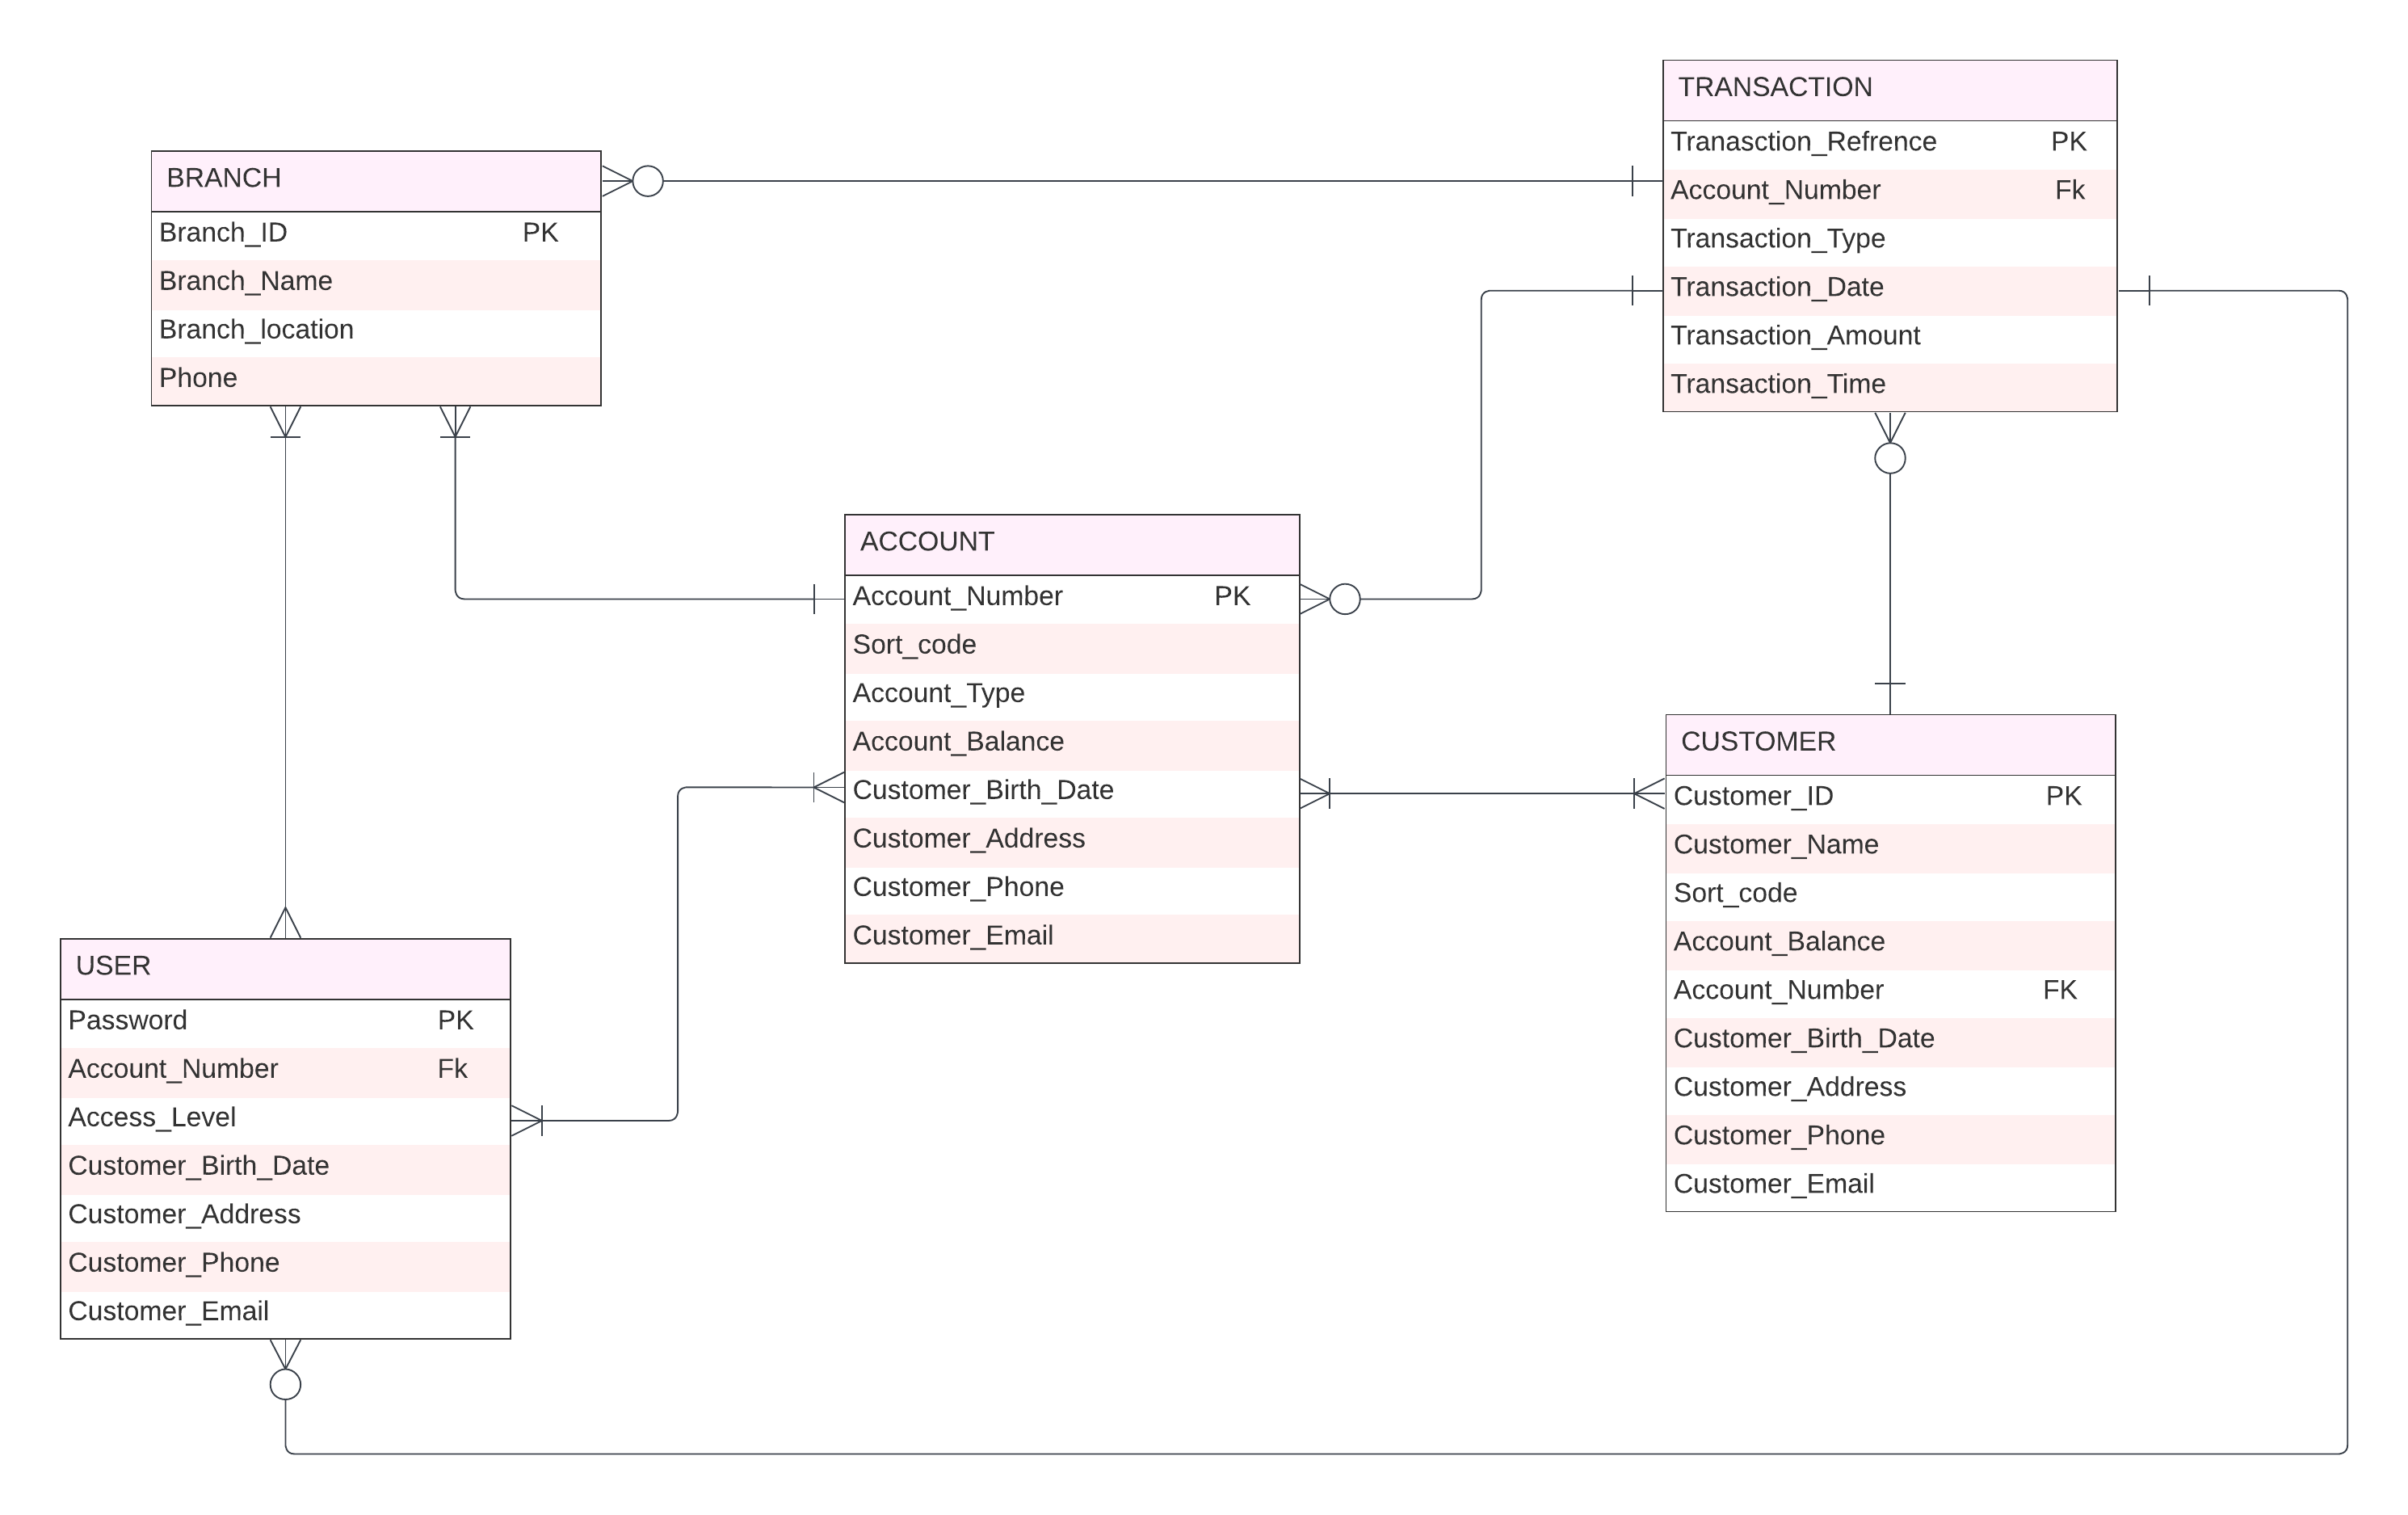 TRANSACTION
Tranasction_Refrence PK
Account_Number Fk
Transaction_Type
Transaction_Date
Transaction_Amount
Transaction_Time
BRANCH
Branch_ID PK
Branch_Name
Branch_location
Phone
ACCOUNT
Account_Number PK
Sort_code
Account_Type
Account_Balance
Customer_Birth_Date
Customer_Address
Customer_Phone
Customer_Email
CUSTOMER
Customer_ID PK
Customer_Name
Sort_code
Account_Balance
Account_Number FK
Customer_Birth_Date
Customer_Address
Customer_Phone
Customer_Email
USER
Password PK
Account_Number Fk
Access_Level
Customer_Birth_Date
Customer_Address
Customer_Phone
Customer_Email